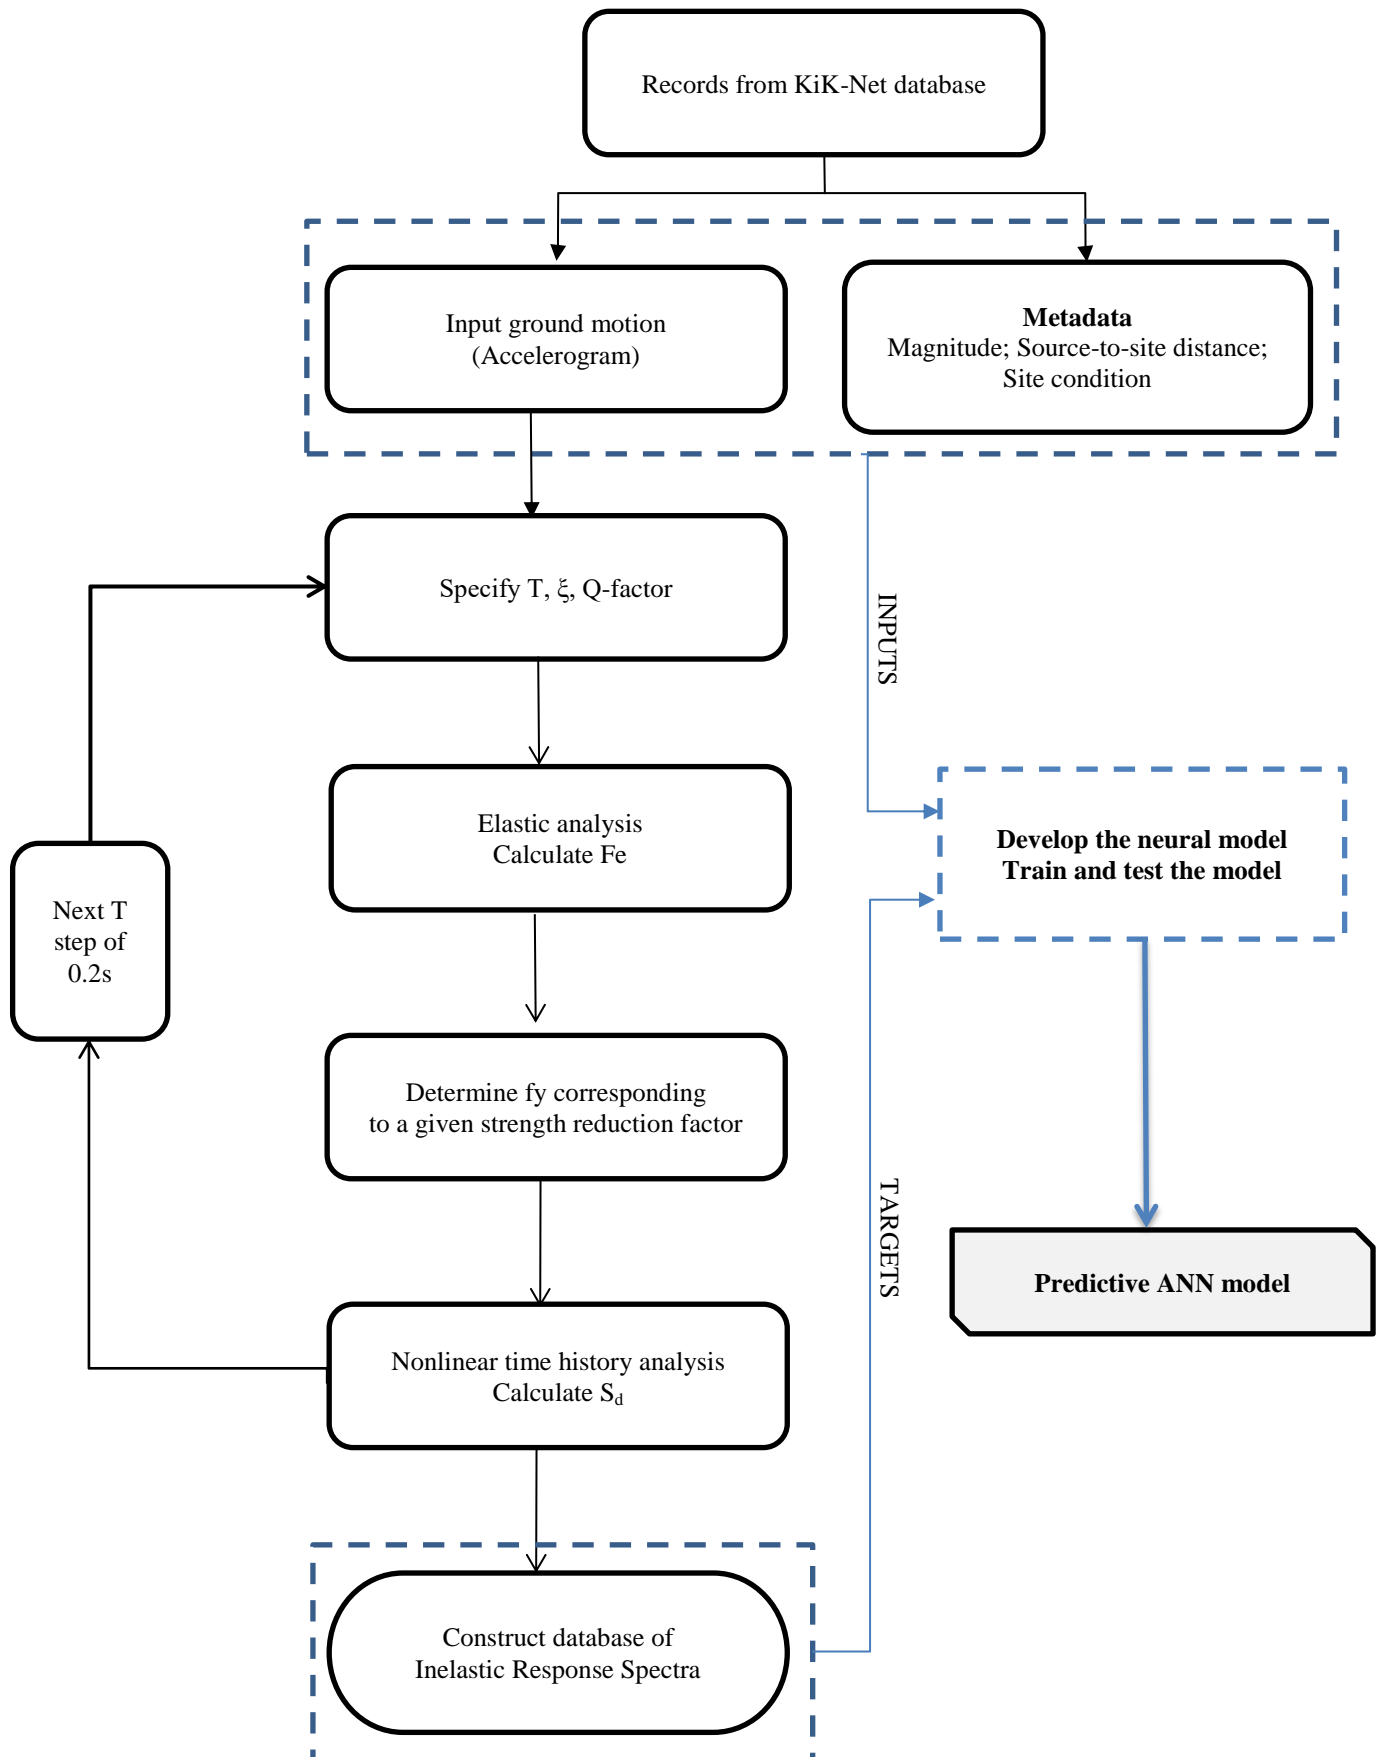 Records from KiK-Net database
Input ground motion
(Accelerogram)
Metadata
Magnitude; Source-to-site distance;
Site condition
Specify T, ξ, Q-factor
INPUTS
Elastic analysis
Calculate Fe
Develop the neural model
Train and test the model
Next T
step of
0.2s
Determine fy corresponding
to a given strength reduction factor
TARGETS
Predictive ANN model
Nonlinear time history analysis
Calculate Sd
Construct database of
Inelastic Response Spectra